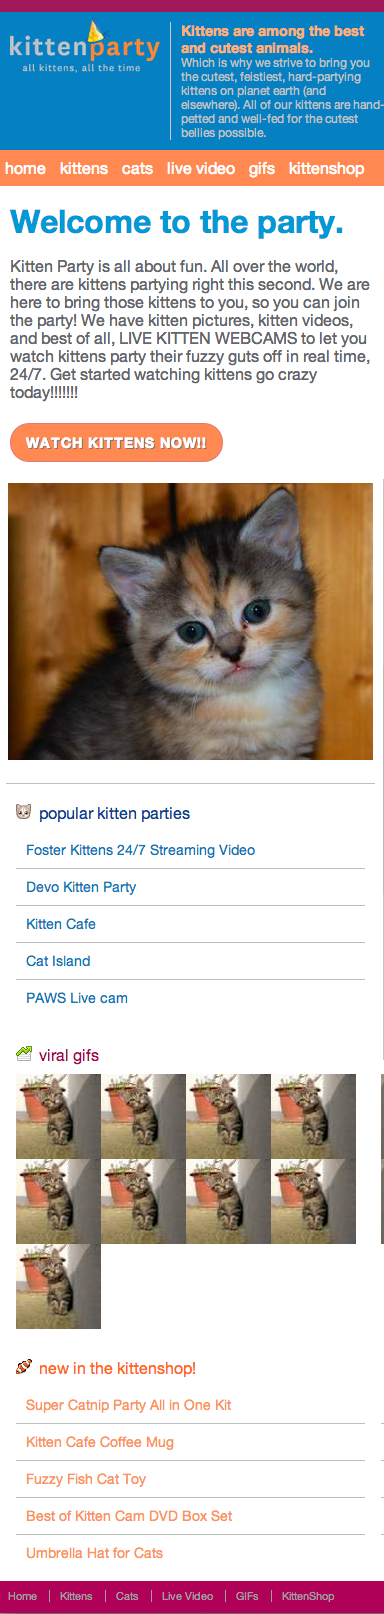 kittenparty
all kittens, all the time
Kittens are among the best
and cutest animals.
Which is why we strive to bring you
the cutest, feistiest, hard-partying
kittens on planet earth (and
elsewhere). All of our kittens are hand-
petted and well-fed for the cutest
bellies possible.
home kittens cats live video gifs kittenshop
Welcome to the party.
Kitten Party is all about fun. All over the world,
there are kittens partying right this second. We are
here to bring those kittens to you, so you can join
the party! We have kitten pictures, kitten videos,
and best of all, LIVE KITTEN WEBCAMS to let you
watch kittens party their fuzzy guts off in real time,
24/7. Get started watching kittens go crazy
today!!!!!!!
WATCH KITTENS NOW!!
popular kitten parties
Foster Kittens 24/7 Streaming Video
Devo Kitten Party
Kitten Cafe
Cat Island
PAWS Live cam
viral gifs
new in the kittenshop!
Super Catnip Party All in One Kit
Kitten Cafe Coffee Mug
Fuzzy Fish Cat Toy
Best of Kitten Cam DVD Box Set
Umbrella Hat for Cats
Home Kittens Cats Live Video GIFs KittenShop